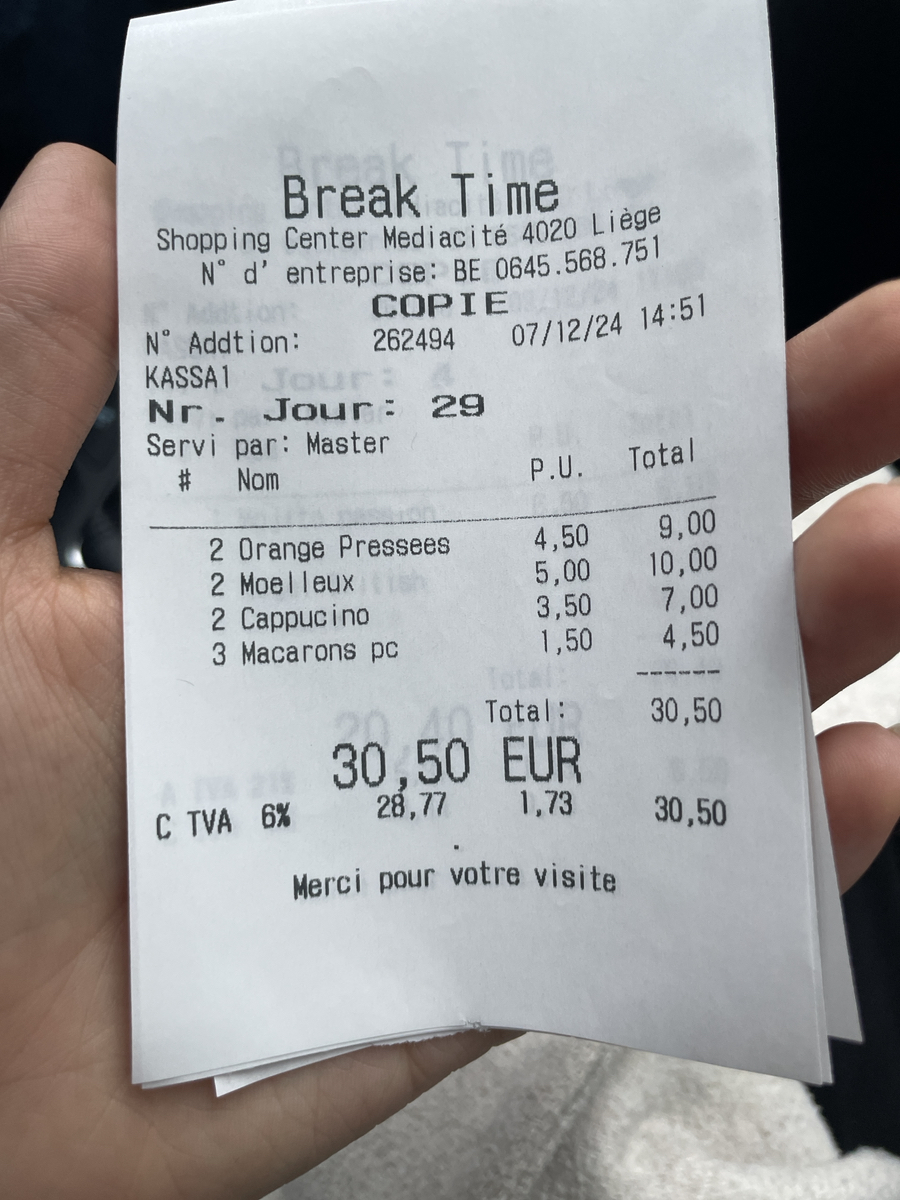 Break Time
Shopping Center Mediacité 4020 Liège
N° d' entreprise: BE 0645.568.751
COPIE
N° Addtion: 262494 07/12/24 14:51
KASSA1
Nr. Jour: 29
Servi par: Master
# Nom P.U. Total
2 Orange Pressees 4,50 9,00
2 Moelleux 5,00 10,00
2 Cappucino 3,50 7,00
3 Macarons pc 1,50 4,50
------
Total: 30,50
30,50 EUR
C TVA 6% 28,77 1,73 30,50
.
Merci pour votre visite